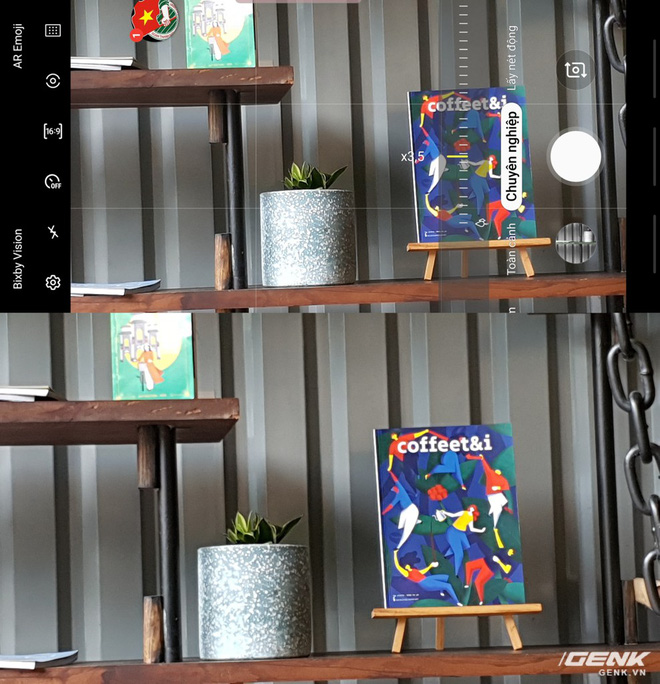 AR Emoji
16:9
OFF
Bixby Vision
1
coffeet&i
x3,5
Lấy nét động
Chuyên nghiệp
Toàn cảnh
coffeet&i
GENK
GENK.VN